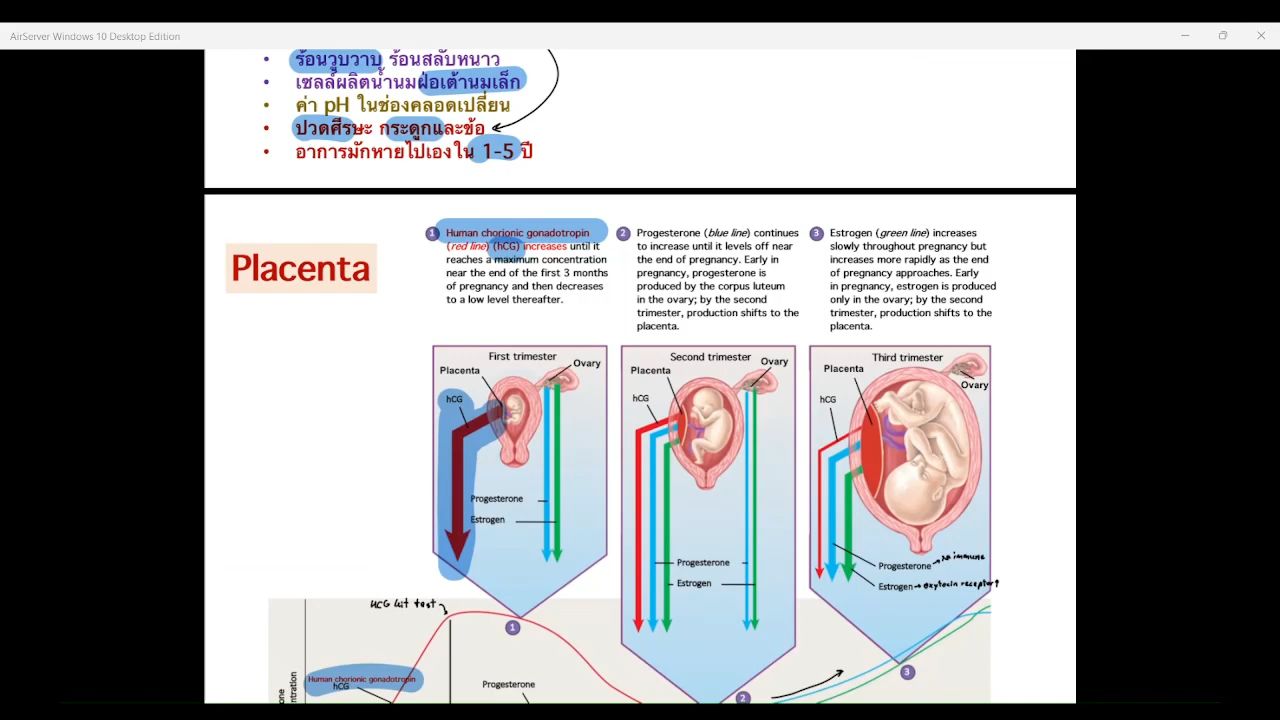 AirServer Windows 10 Desktop Edition
• ร้อนวูบวาบ ร้อนสลับหนาว
• เซลล์ผลิตน้ำนมฝ่อเต้านมเล็ก
• ค่า pH ในช่องคลอดเปลี่ยน
• ปวดศีรษะ กระดูกและข้อ
• อาการมักหายไปเองใน 1-5 ปี
Placenta
1 Human chorionic gonadotropin
(red line) (hCG) increases until it
reaches a maximum concentration
near the end of the first 3 months
of pregnancy and then decreases
to a low level thereafter.
2 Progesterone (blue line) continues
to increase until it levels off near
the end of pregnancy. Early in
pregnancy, progesterone is
produced by the corpus luteum
in the ovary; by the second
trimester, production shifts to the
placenta.
3 Estrogen (green line) increases
slowly throughout pregnancy but
increases more rapidly as the end
of pregnancy approaches. Early
in pregnancy, estrogen is produced
only in the ovary; by the second
trimester, production shifts to the
placenta.
First trimester
Ovary
Placenta
hCG
Progesterone
Estrogen
Second trimester
Ovary
Placenta
hCG
Progesterone
Estrogen
Third trimester
Placenta
Ovary
hCG
Progesterone → immune
Estrogen → oxytocin receptor↑
HCG kit test
1
Human chorionic gonadotropin
hCG
Progesterone
2
3